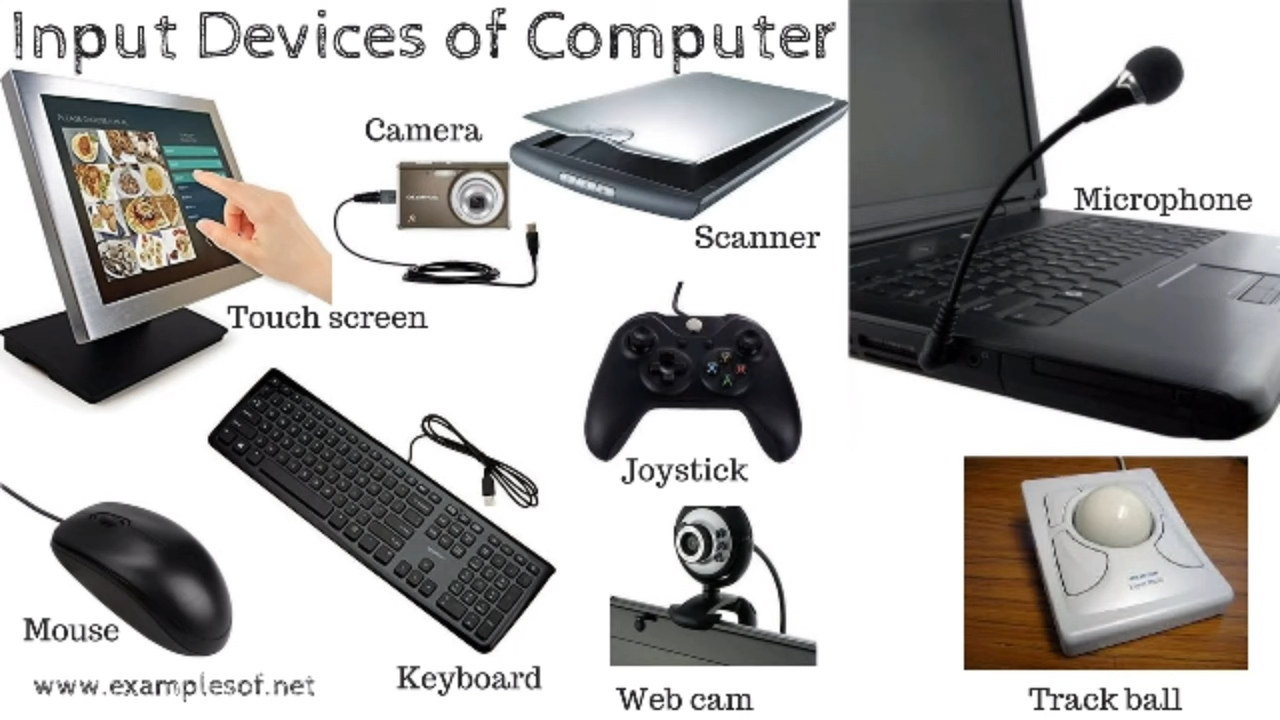 Input Devices of Computer
Camera
Scanner
Microphone
Touch screen
Joystick
Mouse
Keyboard
Web cam
Track ball
www.examplesof.net